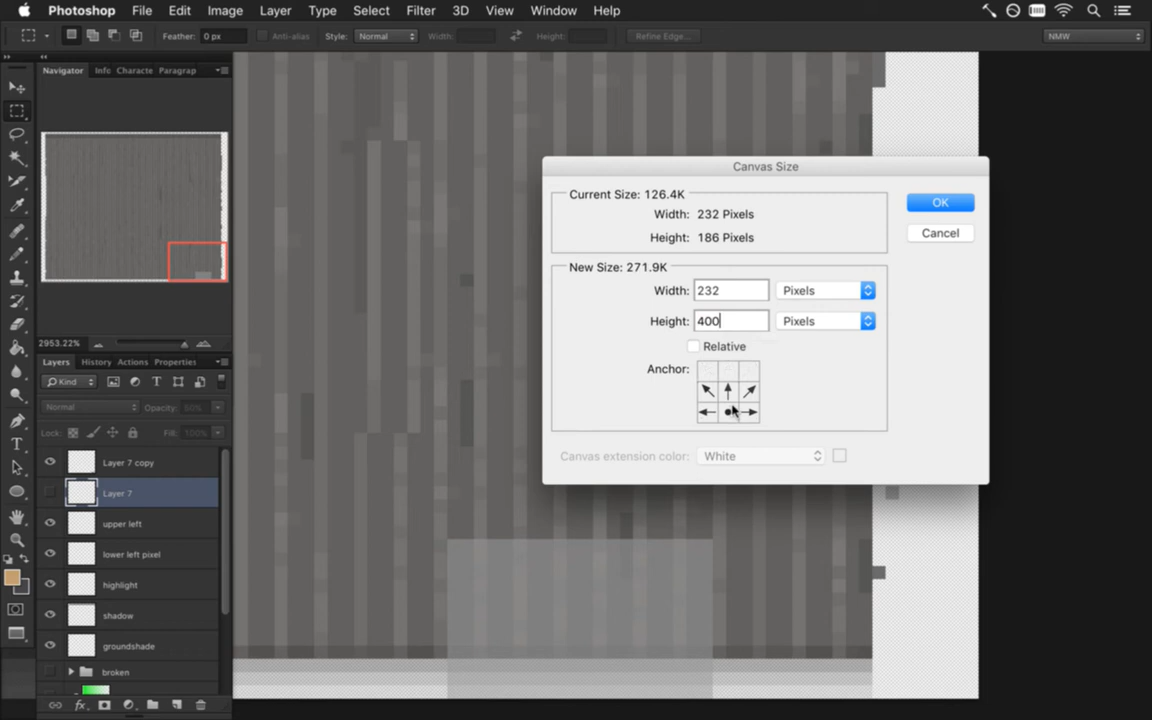 Photoshop File Edit Image Layer Type Select Filter 3D View Window Help
Feather: 0 px Anti-alias Style: Normal Width: Height: Refine Edge... NMW
Navigator Info Characte Paragrap
Canvas Size
Current Size: 126.4K
Width: 232 Pixels
Height: 186 Pixels
OK
Cancel
New Size: 271.9K
Width: 232 Pixels
Height: 400 Pixels
Relative
Anchor:
Canvas extension color: White
2953.22%
Layers History Actions Properties
Kind
Normal Opacity: 50%
Lock: Fill: 100%
Layer 7 copy
Layer 7
upper left
lower left pixel
highlight
shadow
groundshade
broken